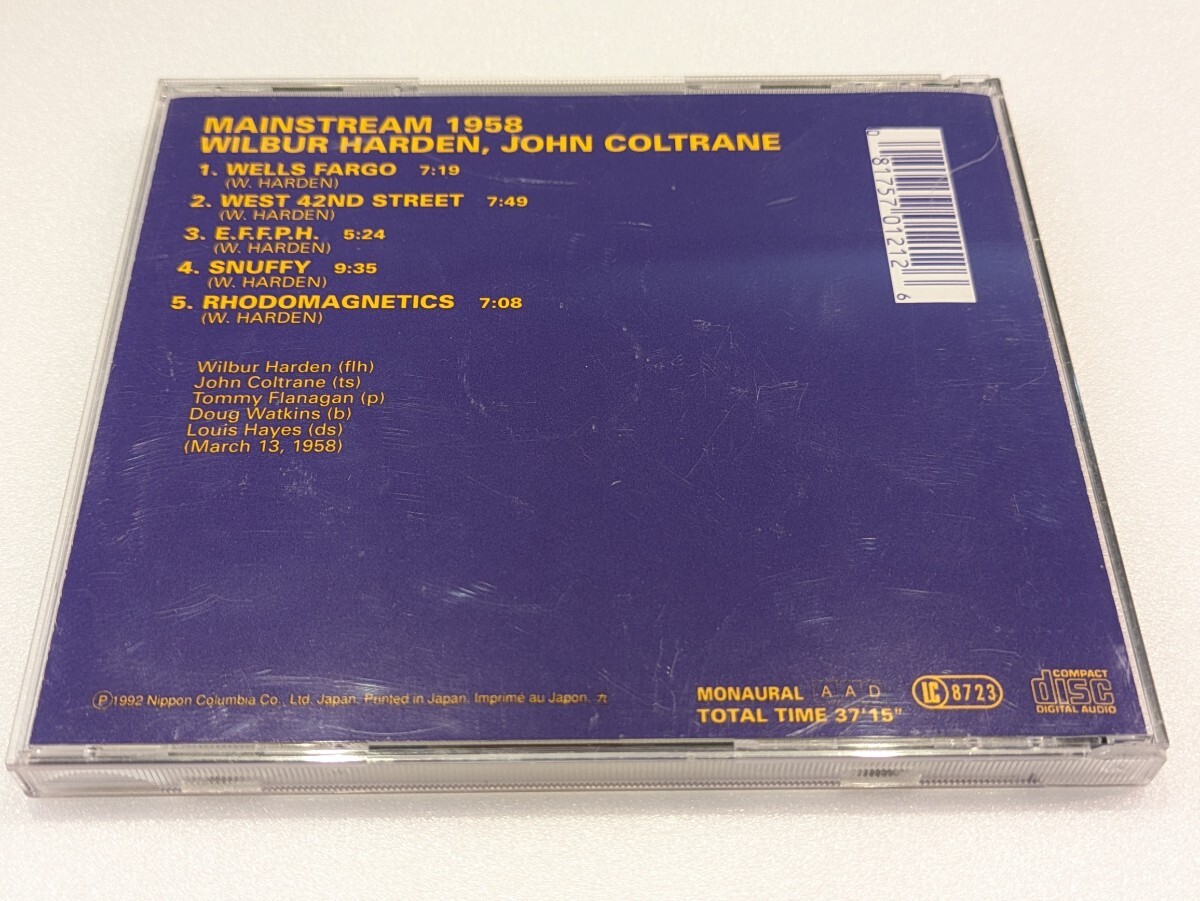 MAINSTREAM 1958
WILBUR HARDEN, JOHN COLTRANE
1. WELLS FARGO 7:19
(W. HARDEN)
2. WEST 42ND STREET 7:49
(W. HARDEN)
3. E.F.F.P.H. 5:24
(W. HARDEN)
4. SNUFFY 9:35
(W. HARDEN)
5. RHODOMAGNETICS 7:08
(W. HARDEN)
Wilbur Harden (flh)
John Coltrane (ts)
Tommy Flanagan (p)
Doug Watkins (b)
Louis Hayes (ds)
(March 13, 1958)
0 81757 01212 6
Ⓟ1992 Nippon Columbia Co., Ltd. Japan. Printed in Japan. Imprimé au Japon.九
MONAURAL A A D
TOTAL TIME 37'15"
LC 8723
COMPACT
disc
DIGITAL AUDIO